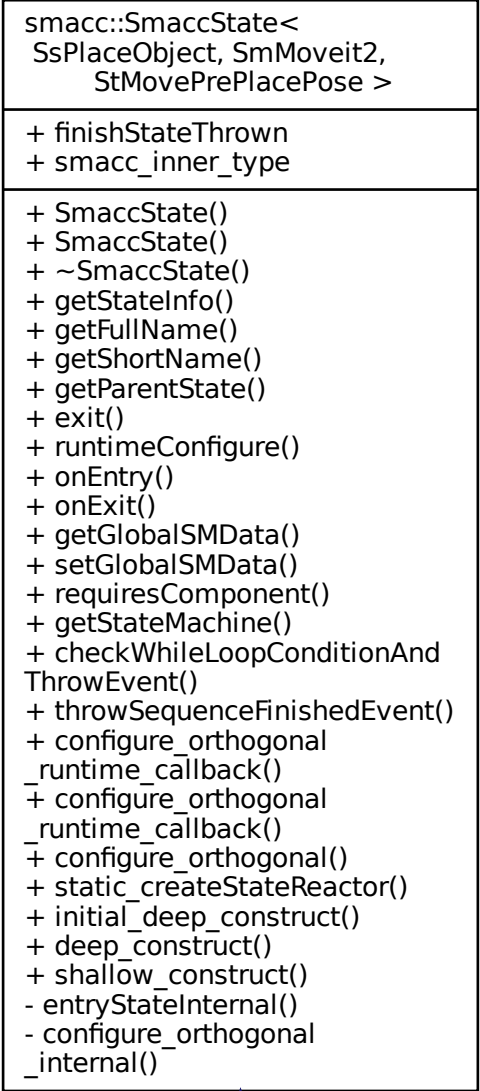 smacc::SmaccState<
SsPlaceObject, SmMoveit2,
StMovePrePlacePose >
+ finishStateThrown
+ smacc_inner_type
+ SmaccState()
+ SmaccState()
+ ~SmaccState()
+ getStateInfo()
+ getFullName()
+ getShortName()
+ getParentState()
+ exit()
+ runtimeConfigure()
+ onEntry()
+ onExit()
+ getGlobalSMData()
+ setGlobalSMData()
+ requiresComponent()
+ getStateMachine()
+ checkWhileLoopConditionAnd
ThrowEvent()
+ throwSequenceFinishedEvent()
+ configure_orthogonal
_runtime_callback()
+ configure_orthogonal
_runtime_callback()
+ configure_orthogonal()
+ static_createStateReactor()
+ initial_deep_construct()
+ deep_construct()
+ shallow_construct()
- entryStateInternal()
- configure_orthogonal
_internal()